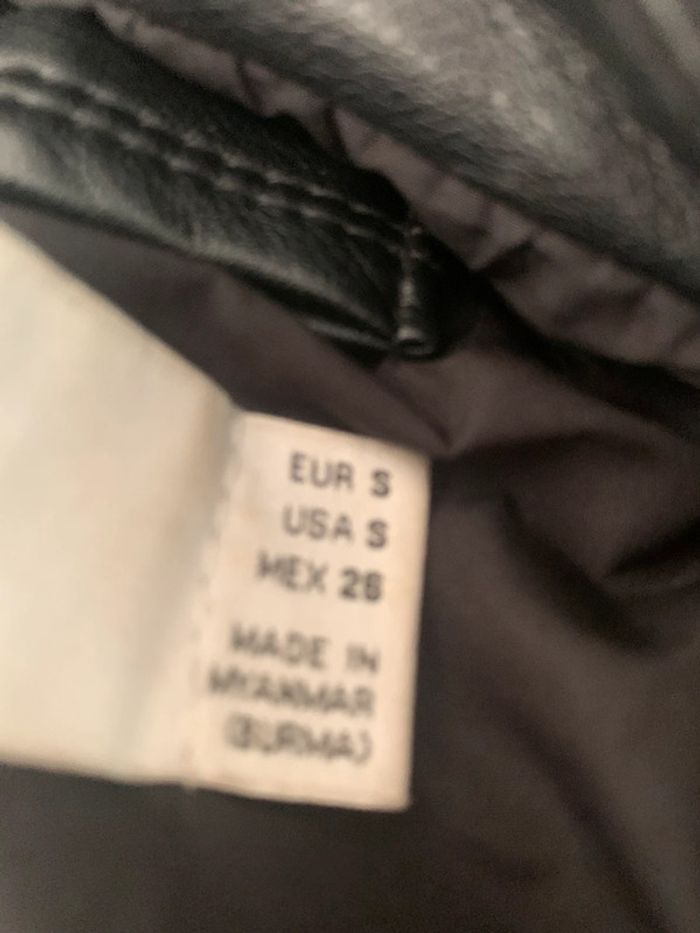 EUR S
USA S
MEX 26
MADE IN
MYANMAR
(BURMA)